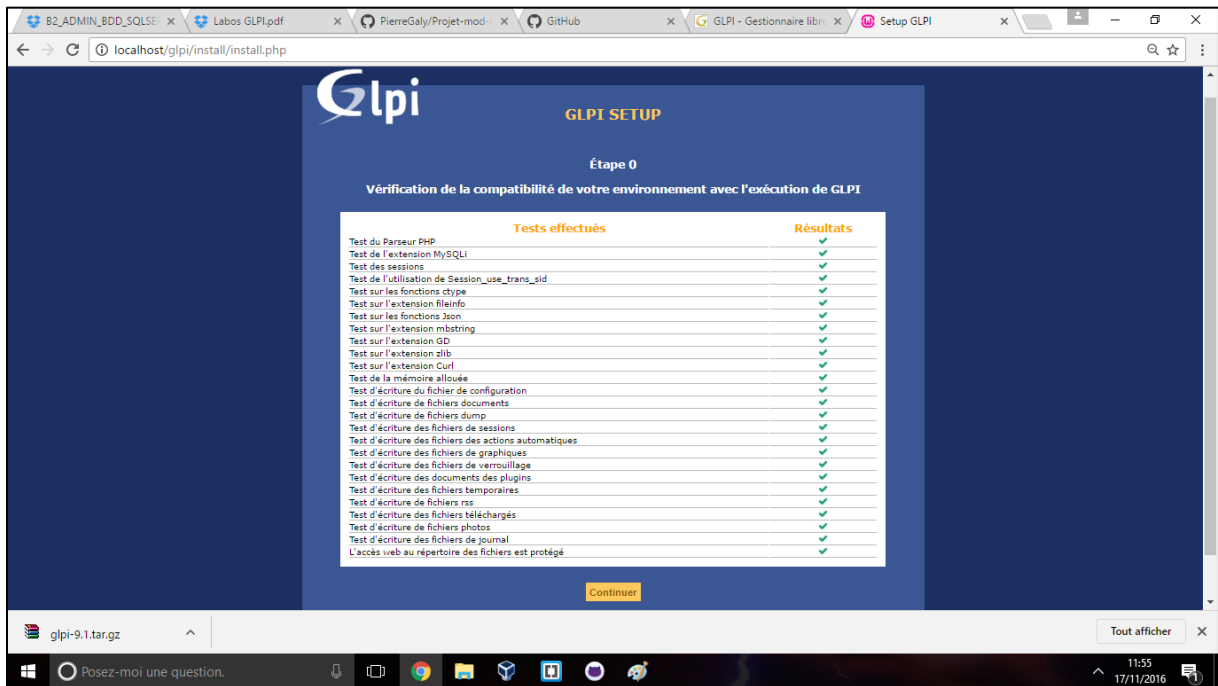 B2_ADMIN_BDD_SQLSE
Labos GLPI.pdf
PierreGaly/Projet-mod-
GitHub
GLPI - Gestionnaire libre
Setup GLPI
localhost/glpi/install/install.php
Glpi
GLPI SETUP
Étape 0
Vérification de la compatibilité de votre environnement avec l'exécution de GLPI
Tests effectués Résultats
Test du Parseur PHP
Test de l'extension MySQLi
Test des sessions
Test de l'utilisation de Session_use_trans_sid
Test sur les fonctions ctype
Test sur l'extension fileinfo
Test sur les fonctions Json
Test sur l'extension mbstring
Test sur l'extension GD
Test sur l'extension zlib
Test sur l'extension Curl
Test de la mémoire allouée
Test d'écriture du fichier de configuration
Test d'écriture de fichiers documents
Test d'écriture de fichiers dump
Test d'écriture des fichiers de sessions
Test d'écriture des fichiers des actions automatiques
Test d'écriture des fichiers de graphiques
Test d'écriture des fichiers de verrouillage
Test d'écriture des documents des plugins
Test d'écriture des fichiers temporaires
Test d'écriture de fichiers rss
Test d'écriture des fichiers téléchargés
Test d'écriture de fichiers photos
Test d'écriture des fichiers de journal
L'accès web au répertoire des fichiers est protégé
Continuer
glpi-9.1.tar.gz
Tout afficher
Posez-moi une question.
11:55
17/11/2016
1